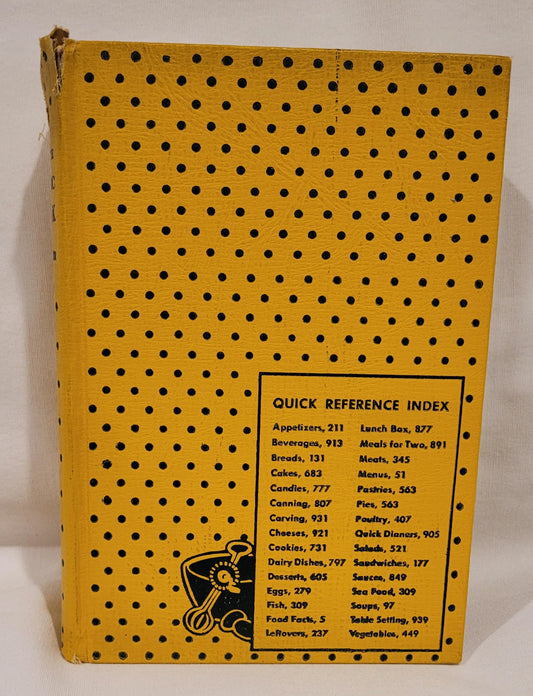 QUICK REFERENCE INDEX
Appetizers, 211
Beverages, 913
Breads, 131
Cakes, 683
Candies, 777
Canning, 807
Carving, 931
Cheeses, 921
Cookies, 731
Dairy Dishes, 797
Desserts, 605
Eggs, 279
Fish, 309
Food Facts, 5
Leftovers, 237
Lunch Box, 877
Meals for Two, 891
Meats, 345
Menus, 51
Pastries, 563
Pies, 563
Poultry, 407
Quick Dinners, 905
Salads, 521
Sandwiches, 177
Sauces, 849
Sea Food, 309
Soups, 97
Table Setting, 939
Vegetables, 449